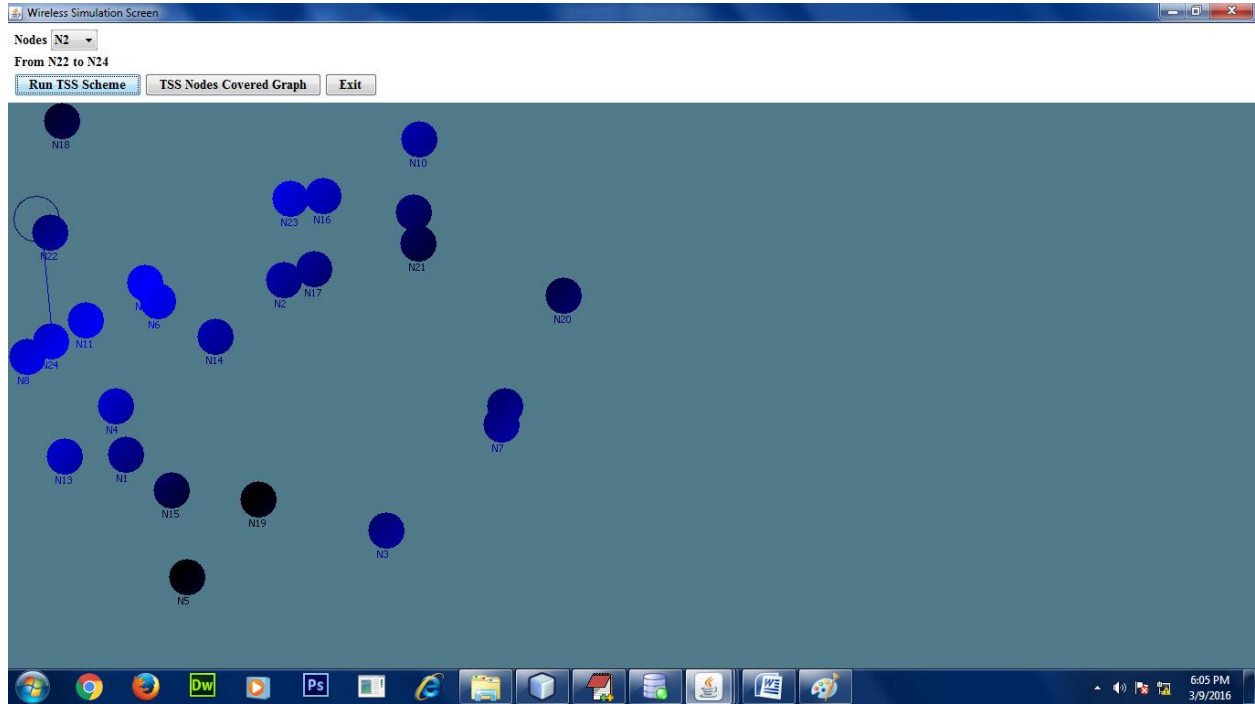 Wireless Simulation Screen
Nodes N2
From N22 to N24
Run TSS Scheme TSS Nodes Covered Graph Exit
N18
N10
N23 N16
N22
N21
N2 N17
N6
N20
N11
N14
N24
N8
N4
N7
N13 N1
N15
N19
N3
N5
Dw
Ps
6:05 PM
3/9/2016